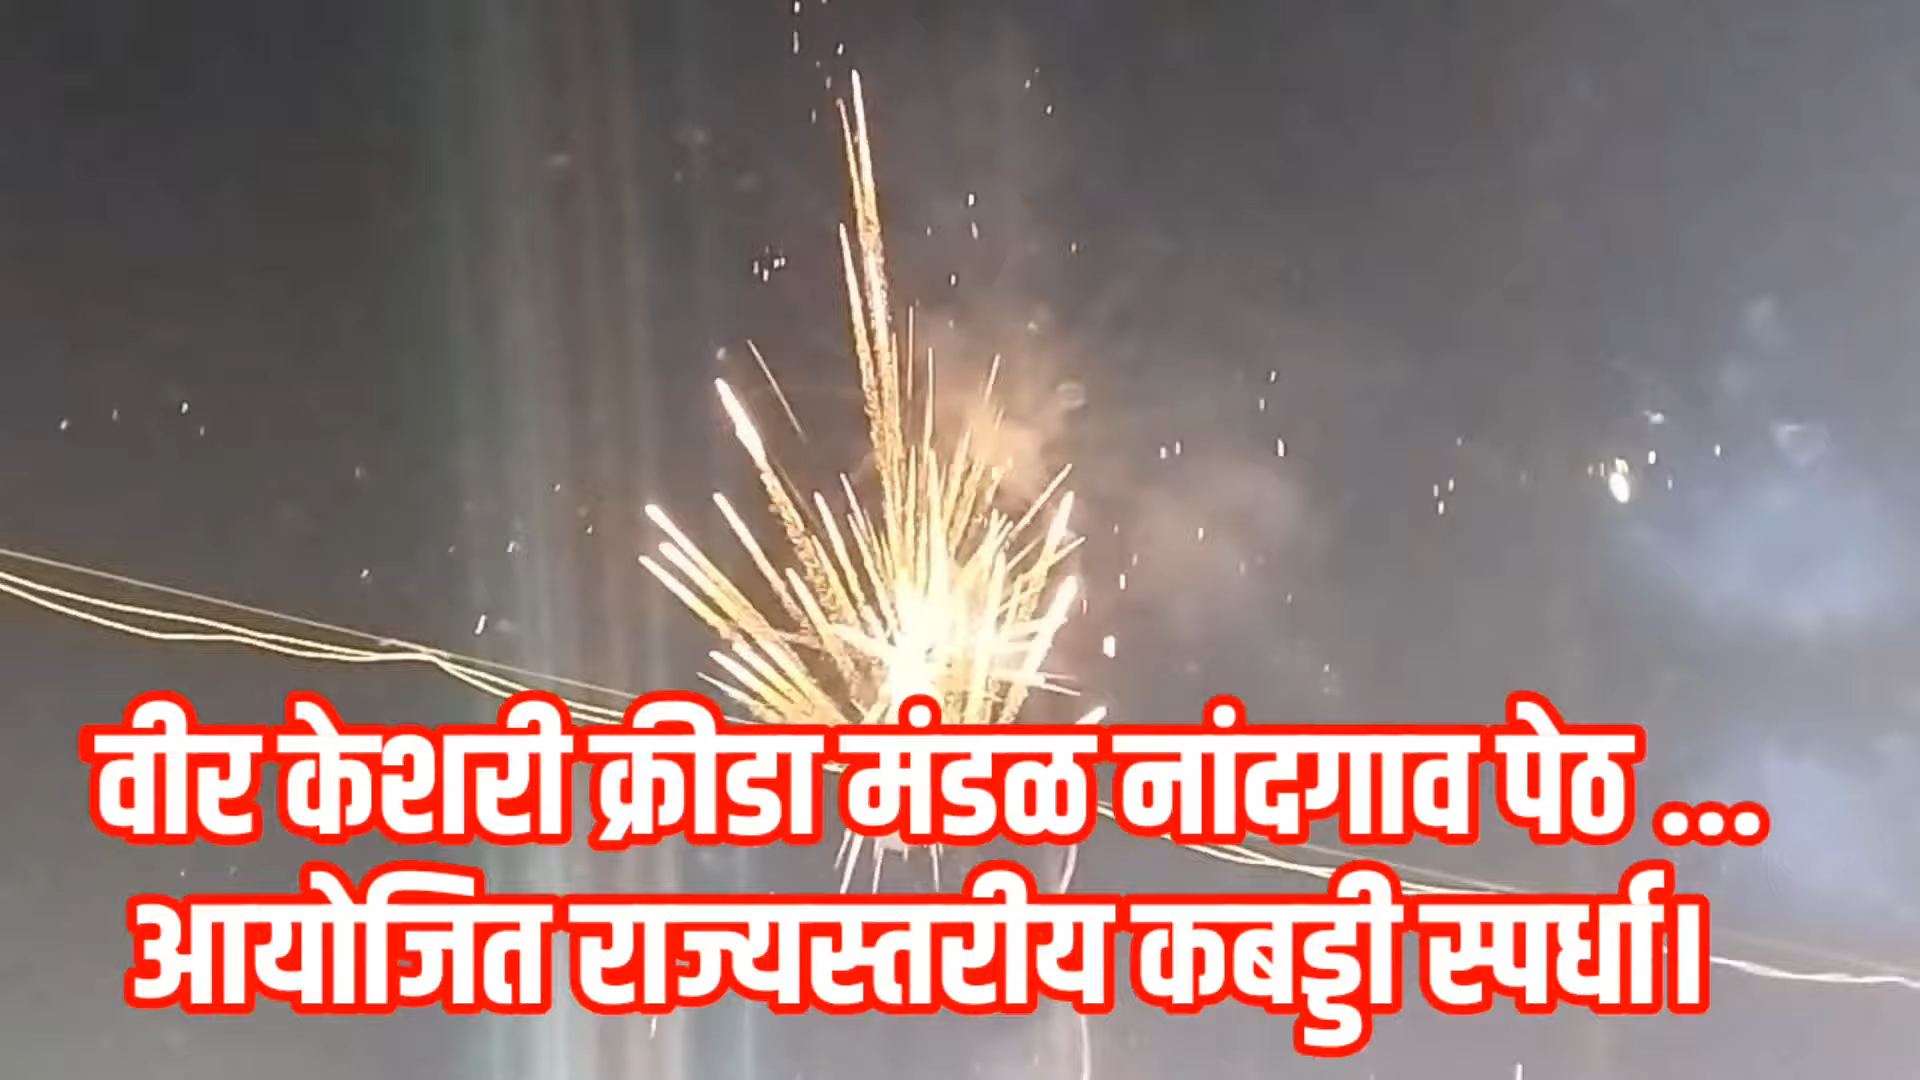 वीर केशरी क्रीडा मंडळ नांदगाव पेठ ...
आयोजित राज्यस्तरीय कबड्डी स्पर्धा।